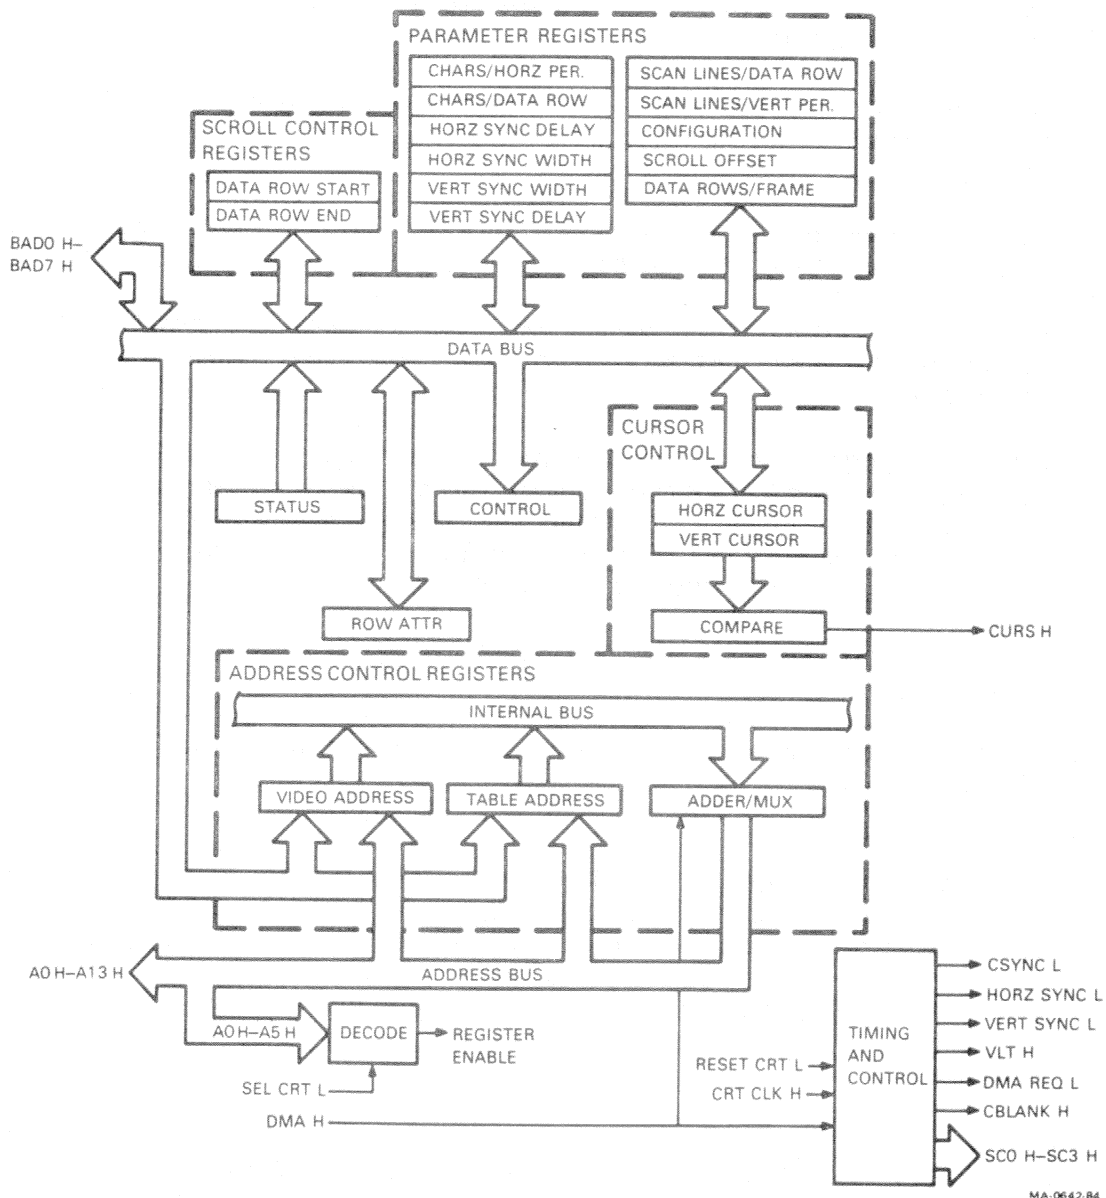 PARAMETER REGISTERS
CHARS/HORZ PER.
CHARS/DATA ROW
HORZ SYNC DELAY
HORZ SYNC WIDTH
VERT SYNC WIDTH
VERT SYNC DELAY
SCAN LINES/DATA ROW
SCAN LINES/VERT PER.
CONFIGURATION
SCROLL OFFSET
DATA ROWS/FRAME
SCROLL CONTROL
REGISTERS
DATA ROW START
DATA ROW END
BAD0 H–
BAD7 H
DATA BUS
STATUS
CONTROL
ROW ATTR
CURSOR
CONTROL
HORZ CURSOR
VERT CURSOR
COMPARE
CURS H
ADDRESS CONTROL REGISTERS
INTERNAL BUS
VIDEO ADDRESS
TABLE ADDRESS
ADDER/MUX
A0 H–A13 H
ADDRESS BUS
A0 H–A5 H
DECODE
REGISTER
ENABLE
SEL CRT L
DMA H
RESET CRT L
CRT CLK H
TIMING
AND
CONTROL
CSYNC L
HORZ SYNC L
VERT SYNC L
VLT H
DMA REQ L
CBLANK H
SC0 H–SC3 H
MA-0642-84